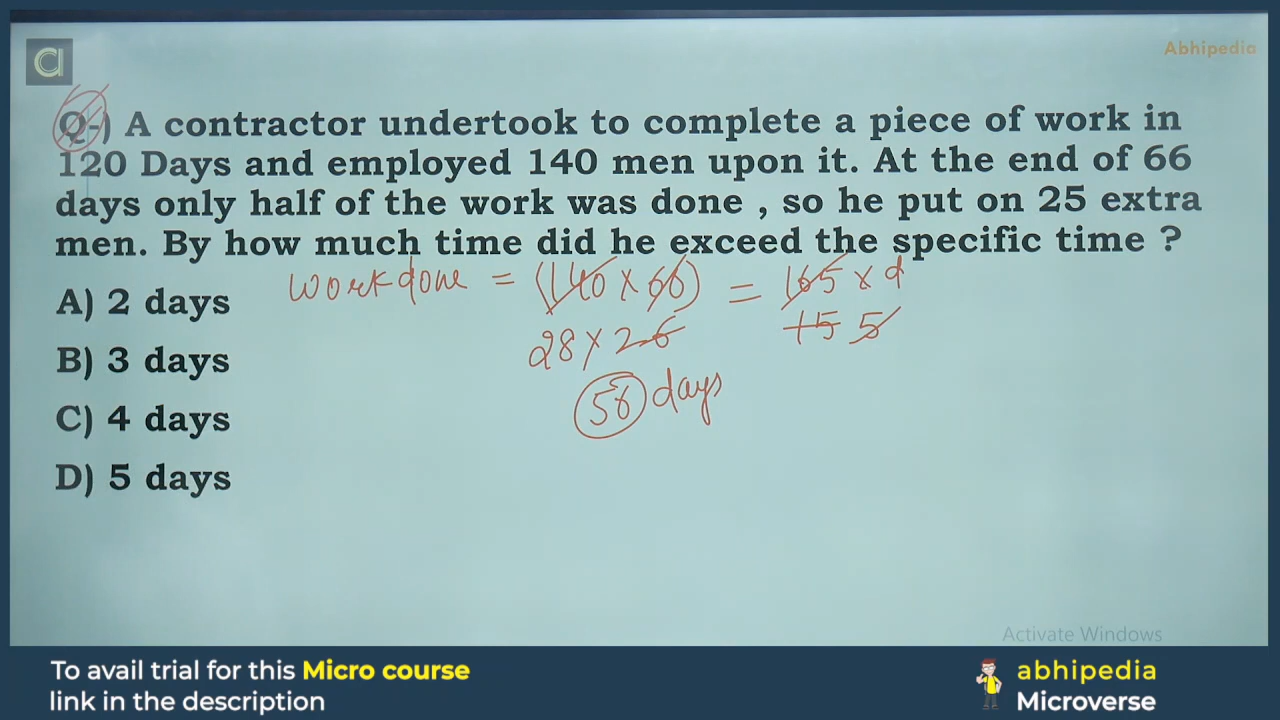 Abhipedia
Q-) A contractor undertook to complete a piece of work in
120 Days and employed 140 men upon it. At the end of 66
days only half of the work was done , so he put on 25 extra
men. By how much time did he exceed the specific time ?
work done = (140 x 66) = 165 x d
A) 2 days
15 5
28 x 26
B) 3 days
56 days
C) 4 days
D) 5 days
Activate Windows
To avail trial for this Micro course
link in the description
abhipedia
Microverse